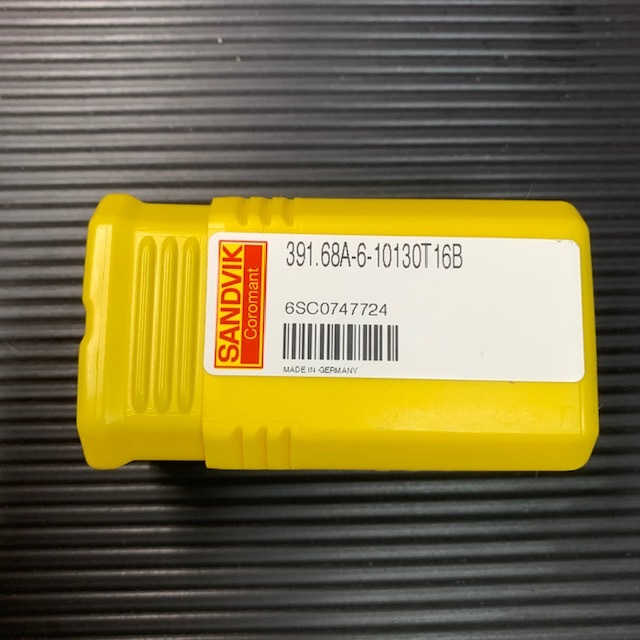 SANDVIK
Coromant
391.68A-6-10130T16B
6SC0747724
MADE IN GERMANY